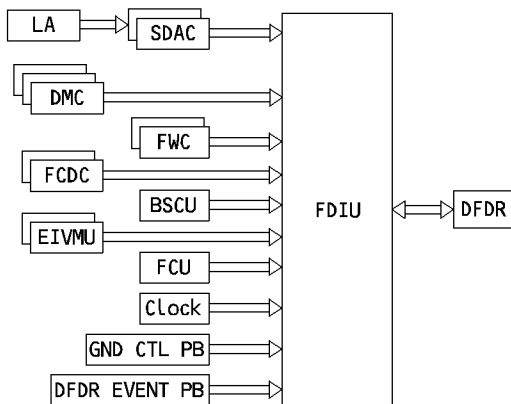 LA
SDAC
DMC
FWC
FCDC
BSCU
EIVMU
FCU
Clock
GND CTL PB
DFDR EVENT PB
FDIU
DFDR